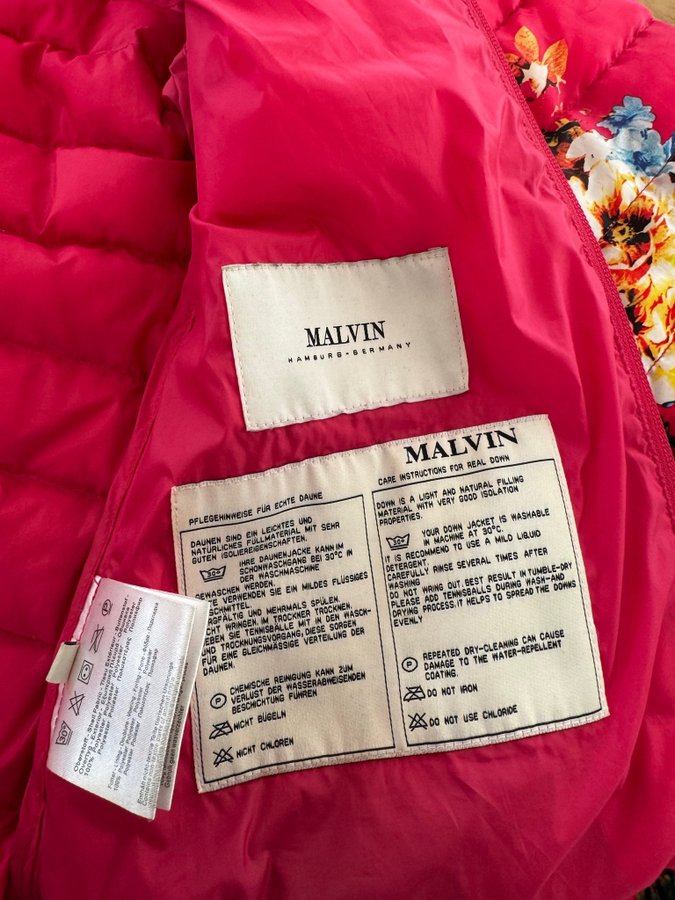 MALVIN
HAMBURG-GERMANY
MALVIN
PFLEGEHINWEISE FÜR ECHTE DAUNE
DAUNEN SIND EIN LEICHTES UND
NATÜRLICHES FÜLLMATERIAL MIT SEHR
GUTEN ISOLIEREIGENSCHAFTEN.
IHRE DAUNENJACKE KANN IM
SCHONWASCHGANG BEI 30°C IN
DER WASCHMASCHINE
GEWASCHEN WERDEN.
TE VERWENDEN SIE EIN MILDES FLÜSSIGES
SCHMITTEL.
RGFÄLTIG UND MEHRMALS SPÜLEN.
CHT WRINGEN. IM TROCKNER TROCKNEN.
BEN SIE TENNISBÄLLE MIT IN DEN WASCH-
UND TROCKNUNGSVORGANG, DIESE SORGEN
FÜR EINE GLEICHMÄSSIGE VERTEILUNG DER
DAUNEN.
CHEMISCHE REINIGUNG KANN ZUM
VERLUST DER WASSERABWEISENDEN
BESCHICHTUNG FÜHREN
NICHT BÜGELN
NICHT CHLOREN
CARE INSTRUCTIONS FOR REAL DOWN
DOWN IS A LIGHT AND NATURAL FILLING
MATERIAL WITH VERY GOOD ISOLATION
PROPERTIES.
YOUR DOWN JACKET IS WASHABLE
IN MACHINE AT 30°C.
IT IS RECOMMEND TO USE A MILD LIQUID
DETERGENT.
CAREFULLY RINSE SEVERAL TIMES AFTER
WASHING
DO NOT WRING OUT. BEST RESULT IN TUMBLE-DRY
PLEASE ADD TENNISBALLS DURING WASH-AND
DRYING PROCESS.IT HELPS TO SPREAD THE DOWNS
EVENLY
REPEATED DRY-CLEANING CAN CAUSE
DAMAGE TO THE WATER-REPELLENT
COATING.
DO NOT IRON
DO NOT USE CHLORIDE
30°
100% Polyester